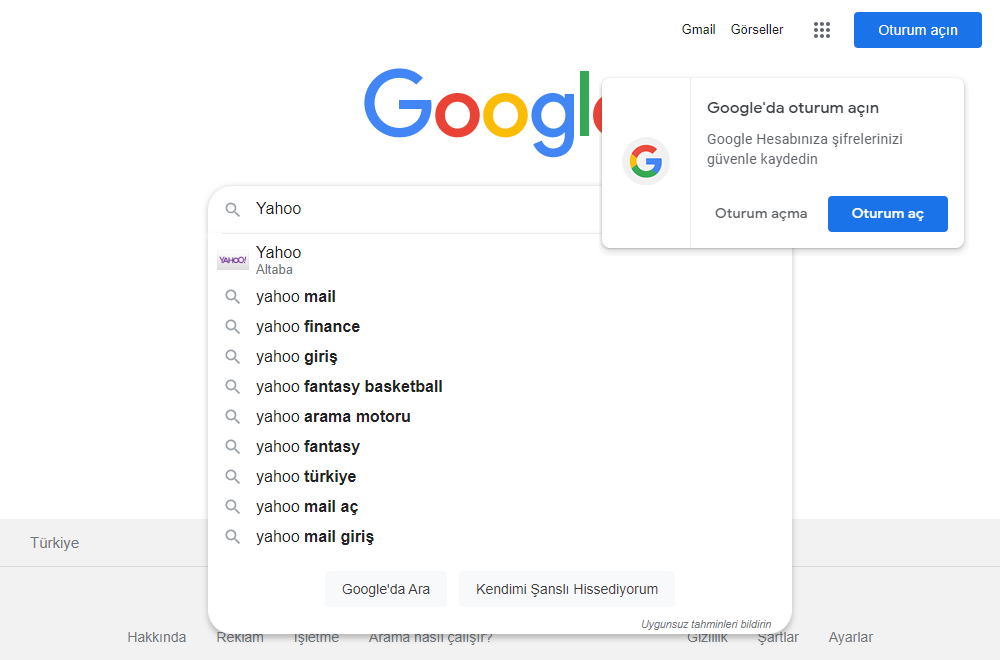 Gmail Görseller Oturum açın
Google
Google'da oturum açın
Google Hesabınıza şifrelerinizi
güvenle kaydedin
Oturum açma Oturum aç
Yahoo
YAHOO! Yahoo
Altaba
yahoo mail
yahoo finance
yahoo giriş
yahoo fantasy basketball
yahoo arama motoru
yahoo fantasy
yahoo türkiye
yahoo mail aç
yahoo mail giriş
Google'da Ara Kendimi Şanslı Hissediyorum
Uygunsuz tahminleri bildirin
Türkiye
Hakkında Reklam İşletme Arama nasıl çalışır? Gizlilik Şartlar Ayarlar